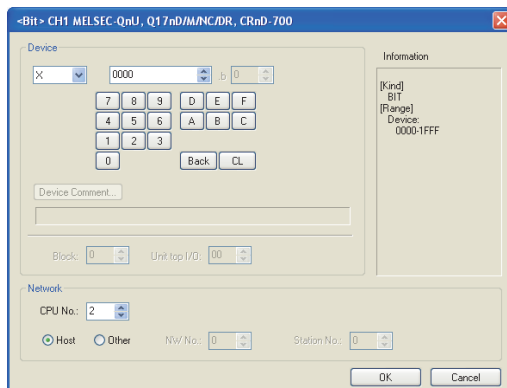 <Bit> CH1 MELSEC-QnU, Q17nD/M/NC/DR, CRnD-700
Device
X 0000 .b 0
7 8 9 D E F
4 5 6 A B C
1 2 3
0 Back CL
Device Comment...
Block: 0 Unit top I/O: 00
Information
[Kind]
BIT
[Range]
Device:
0000-1FFF
Network
CPU No.: 2
Host Other NW No.: 0 Station No.: 0
OK Cancel